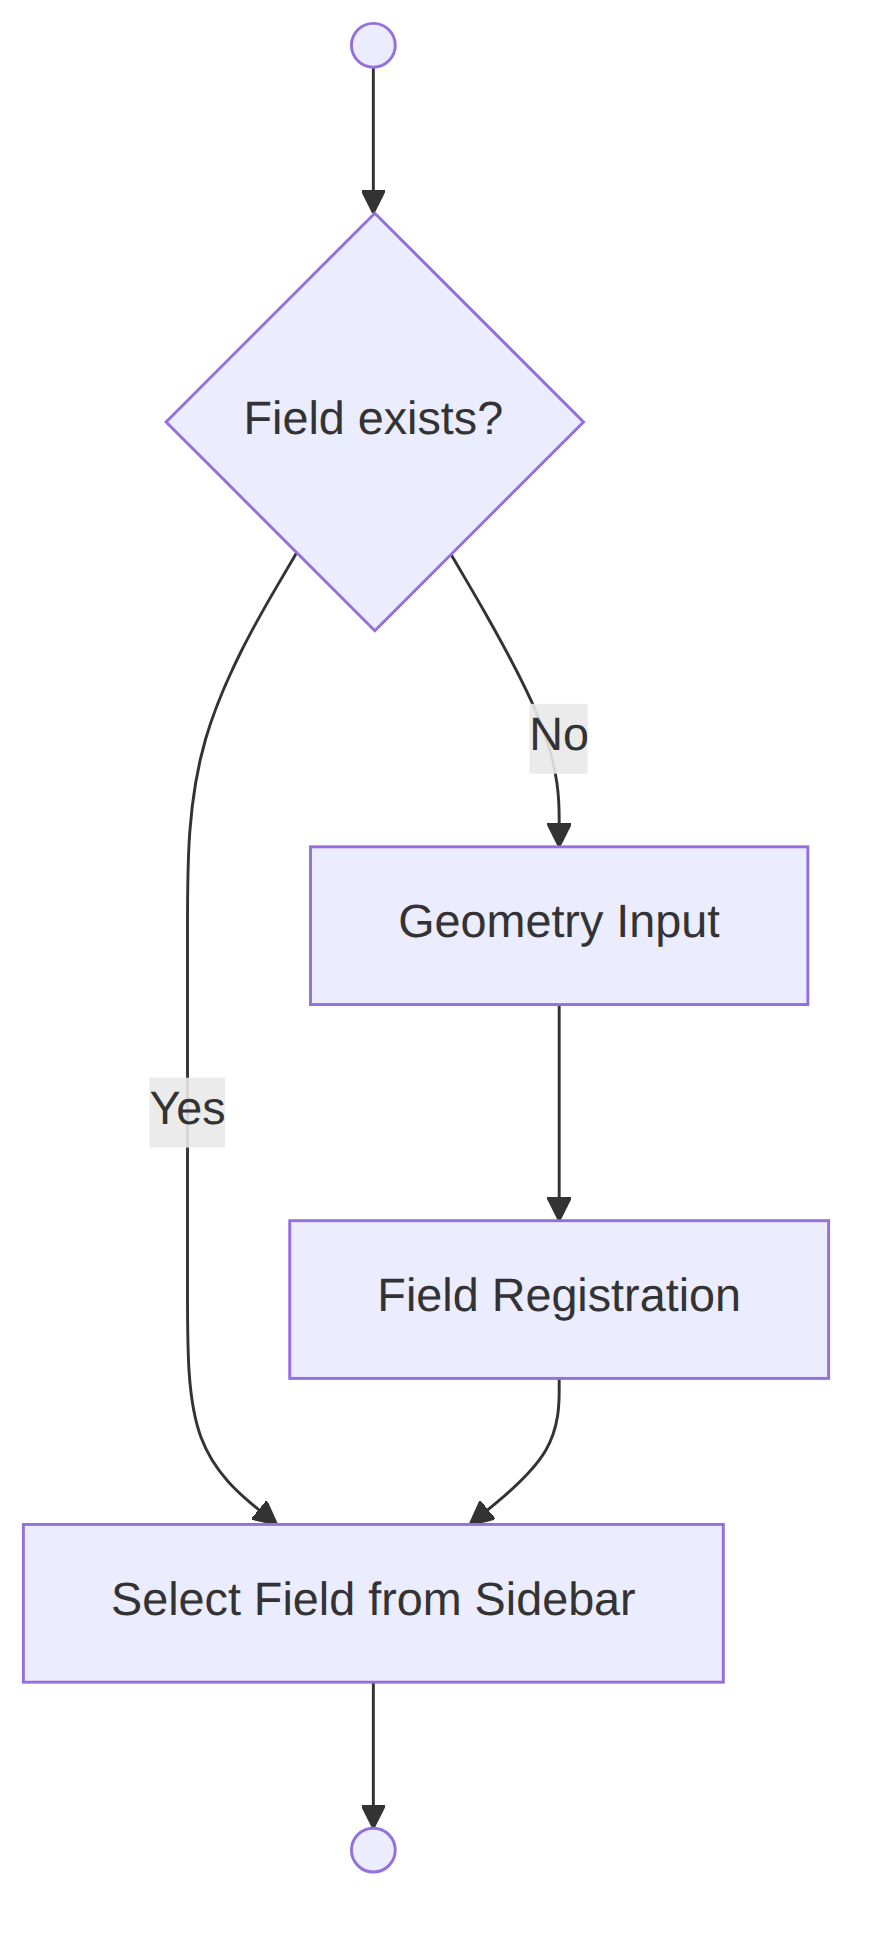 Field exists?
No
Geometry Input
Yes
Field Registration
Select Field from Sidebar